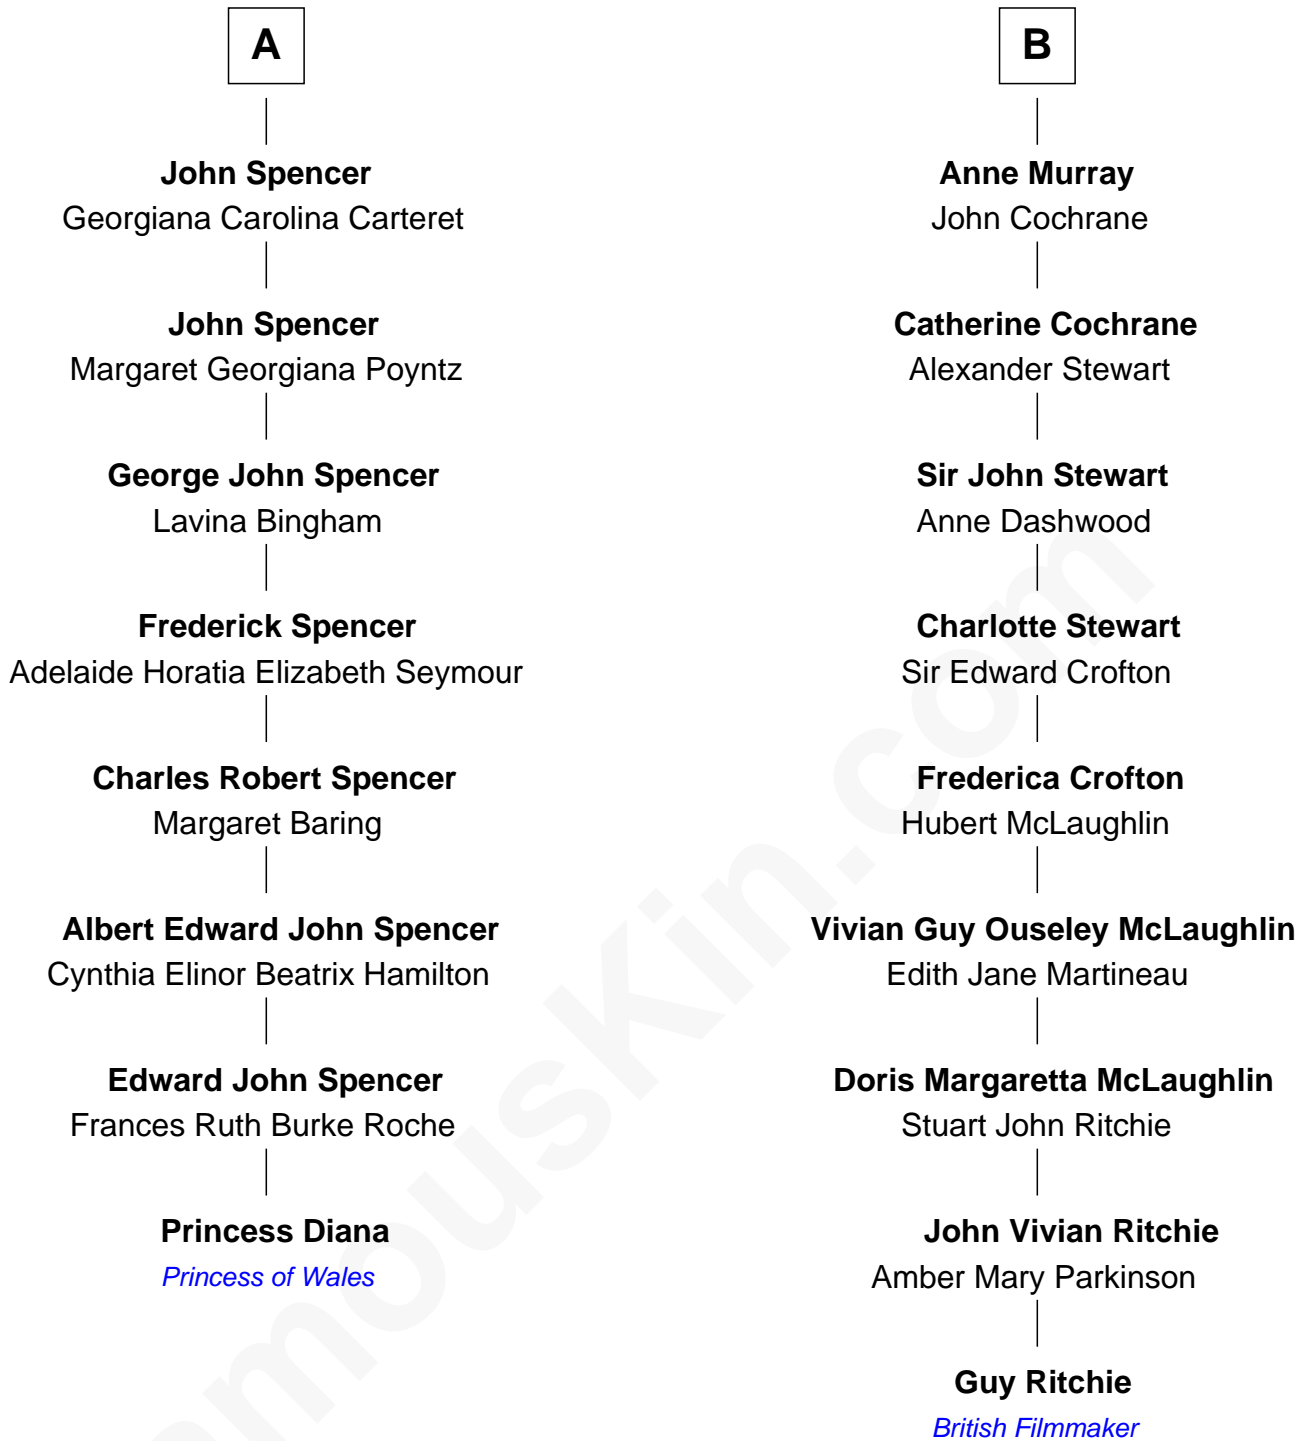 A
John Spencer
Georgiana Carolina Carteret
John Spencer
Margaret Georgiana Poyntz
George John Spencer
Lavina Bingham
Frederick Spencer
Adelaide Horatia Elizabeth Seymour
Charles Robert Spencer
Margaret Baring
Albert Edward John Spencer
Cynthia Elinor Beatrix Hamilton
Edward John Spencer
Frances Ruth Burke Roche
Princess Diana
Princess of Wales
B
Anne Murray
John Cochrane
Catherine Cochrane
Alexander Stewart
Sir John Stewart
Anne Dashwood
Charlotte Stewart
Sir Edward Crofton
Frederica Crofton
Hubert McLaughlin
Vivian Guy Ouseley McLaughlin
Edith Jane Martineau
Doris Margaretta McLaughlin
Stuart John Ritchie
John Vivian Ritchie
Amber Mary Parkinson
Guy Ritchie
British Filmmaker
amouskin.com